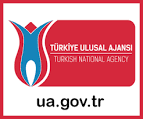 TÜRKİYE ULUSAL AJANSI
TURKISH NATIONAL AGENCY
ua.gov.tr